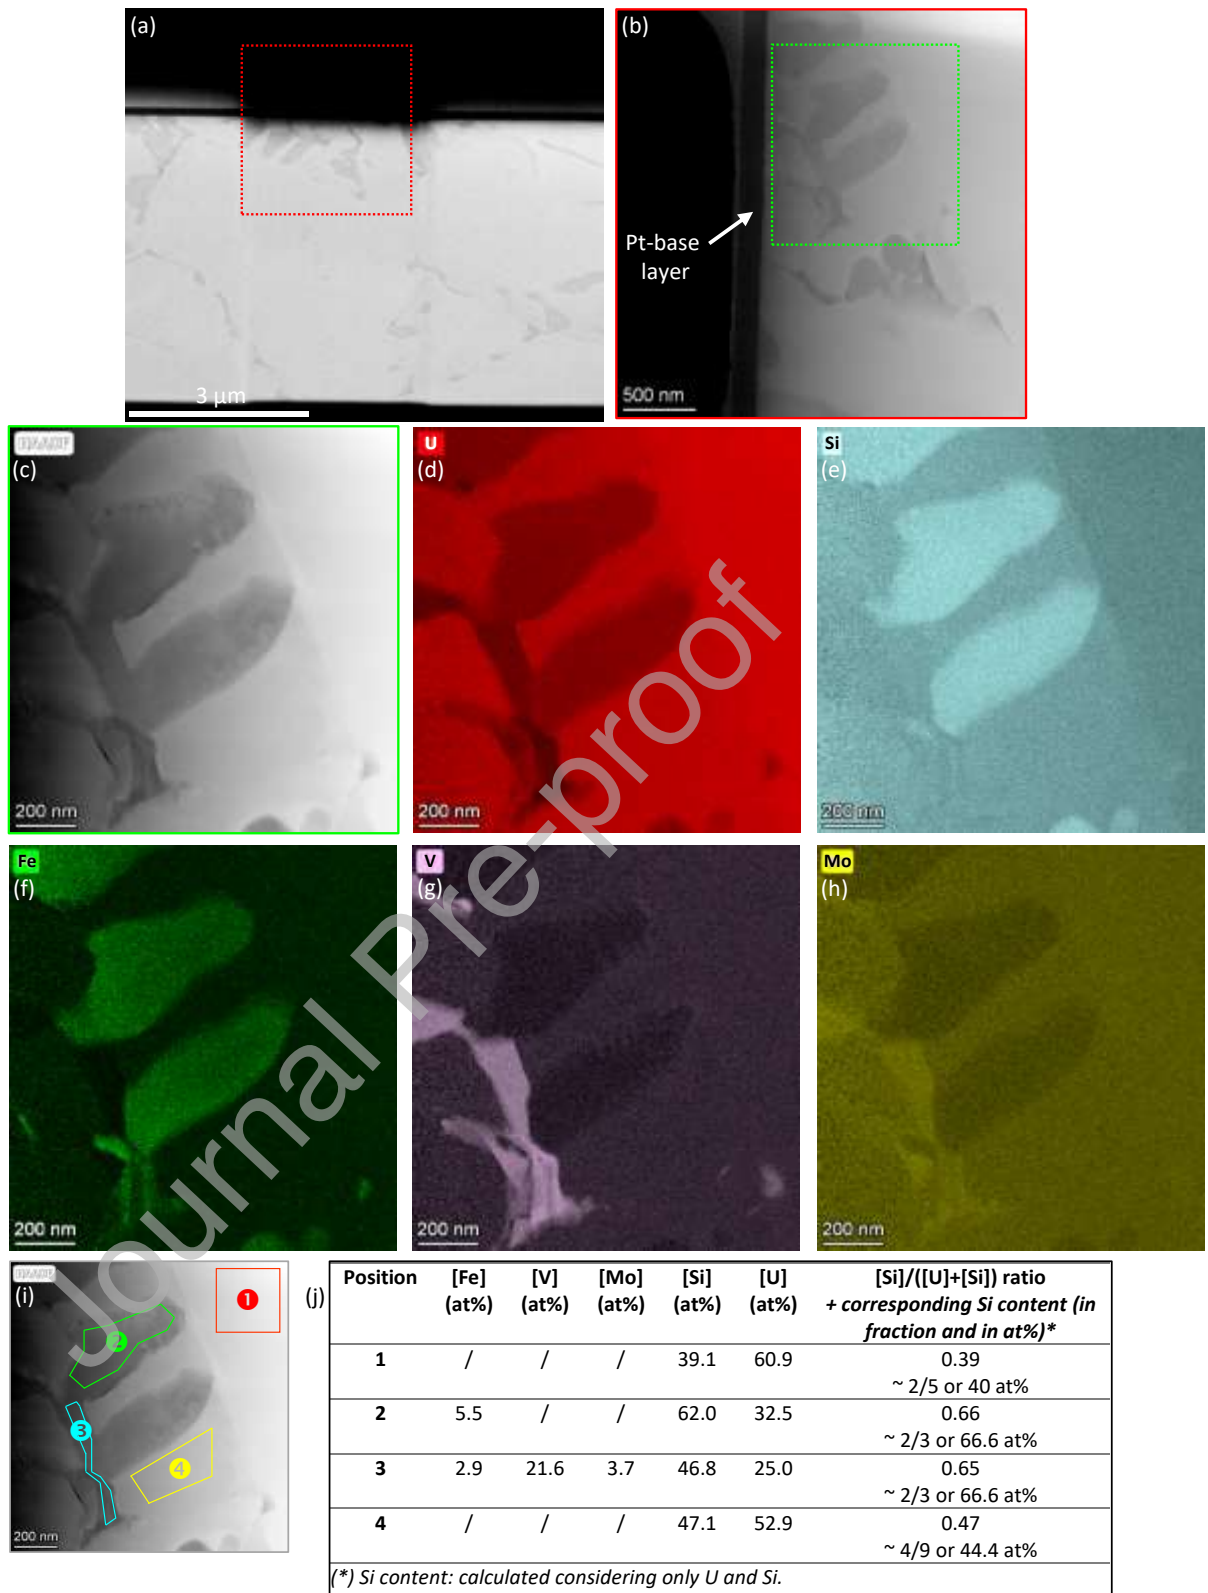 (a)
3 µm
(b)
Pt-base
layer
500 nm
HAADF
(c)
200 nm
U
(d)
200 nm
Si
(e)
200 nm
Fe
(f)
200 nm
V
(g)
200 nm
Mo
(h)
200 nm
Journal Pre-proof
HAADF
(i)
1
2
3
4
200 nm
(j)
Position [Fe] [V] [Mo] [Si] [U] [Si]/([U]+[Si]) ratio
(at%) (at%) (at%) (at%) (at%) + corresponding Si content (in
fraction and in at%)*
1 / / / 39.1 60.9 0.39
~ 2/5 or 40 at%
2 5.5 / / 62.0 32.5 0.66
~ 2/3 or 66.6 at%
3 2.9 21.6 3.7 46.8 25.0 0.65
~ 2/3 or 66.6 at%
4 / / / 47.1 52.9 0.47
~ 4/9 or 44.4 at%
(*) Si content: calculated considering only U and Si.